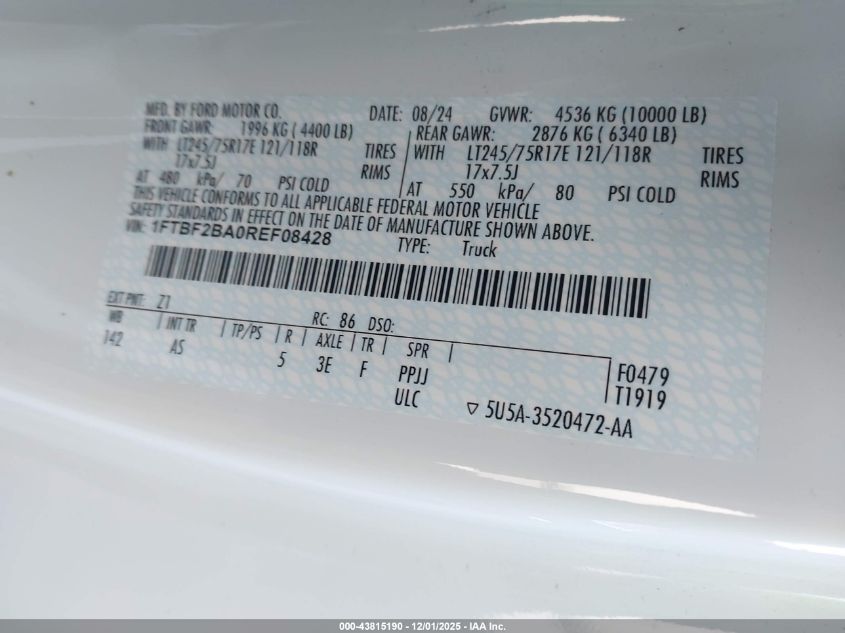 MFD. BY FORD MOTOR CO. DATE: 08/24 GVWR: 4536 KG (10000 LB)
FRONT GAWR: 1996 KG ( 4400 LB) REAR GAWR: 2876 KG ( 6340 LB)
WITH LT245/75R17E 121/118R TIRES WITH LT245/75R17E 121/118R TIRES
17x7.5J RIMS 17x7.5J RIMS
AT 480 kPa/ 70 PSI COLD AT 550 kPa/ 80 PSI COLD
THIS VEHICLE CONFORMS TO ALL APPLICABLE FEDERAL MOTOR VEHICLE
SAFETY STANDARDS IN EFFECT ON THE DATE OF MANUFACTURE SHOWN ABOVE.
VIN: 1FTBF2BA0REF08428 TYPE: Truck
EXT PNT: Z1 RC: 86 DSO:
WB INT TR TP/PS R AXLE TR SPR
142 AS 5 3E F PPJJ
ULC
F0479
T1919
▽ 5U5A-3520472-AA
000-43815190 - 12/01/2025 - IAA Inc.